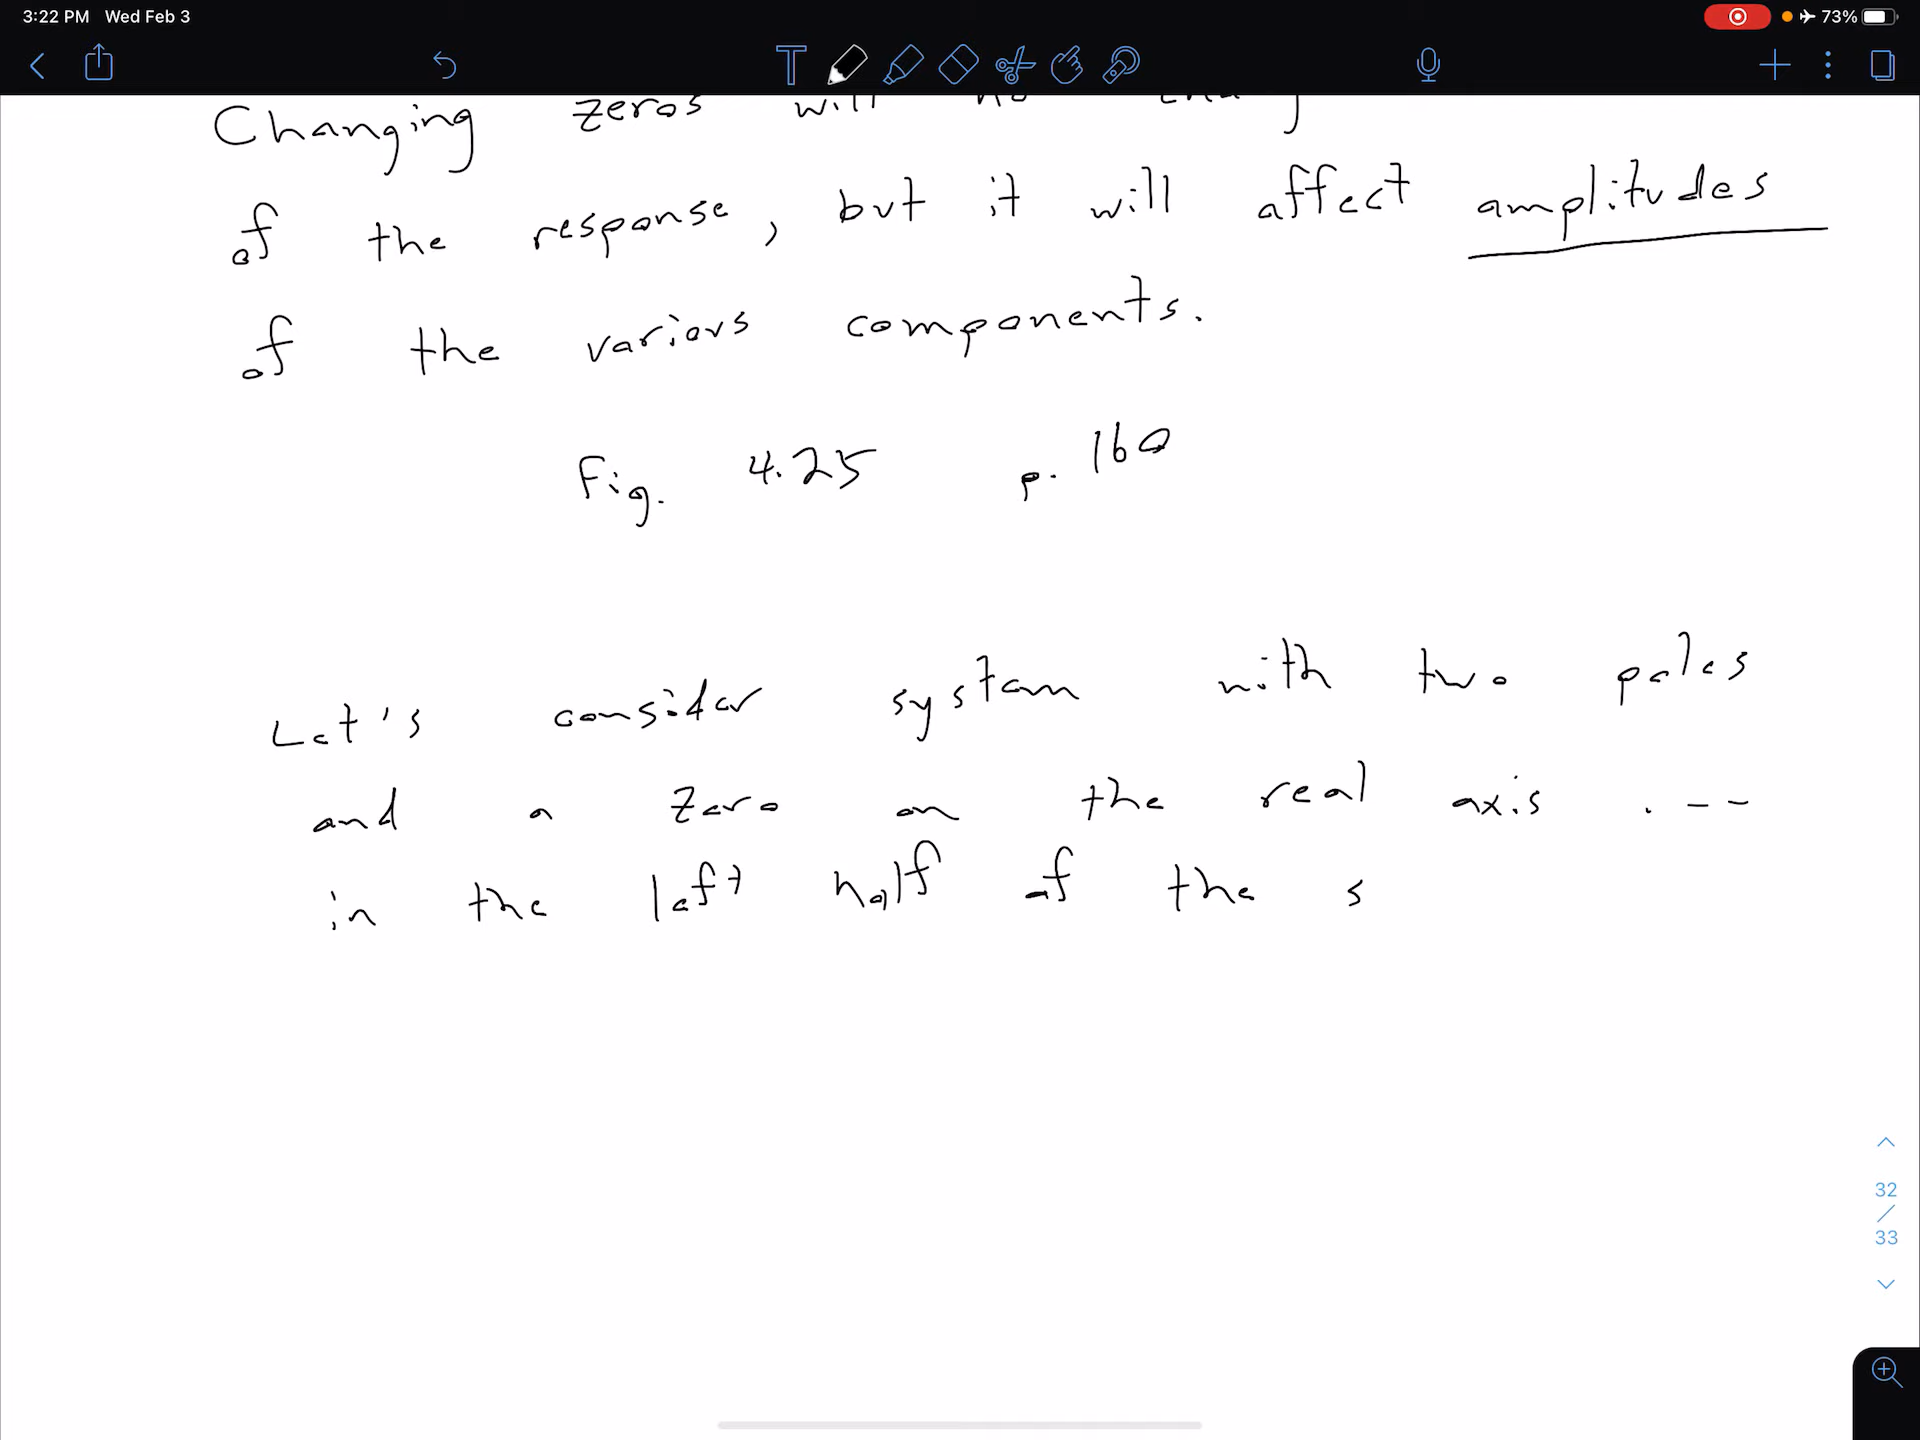 3:22 PM Wed Feb 3
73%
Changing zeros will
of the response, but it will affect amplitudes
of the various components.
Fig. 4.25 p. 160
Let's consider system with two poles
and a zero on the real axis . --
in the left half of the s
32
/
33